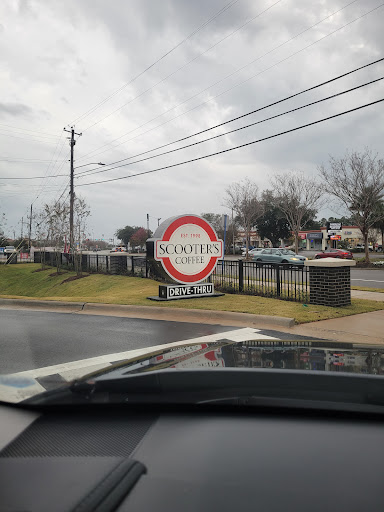 EST. 1998
SCOOTER'S
COFFEE
DRIVE-THRU